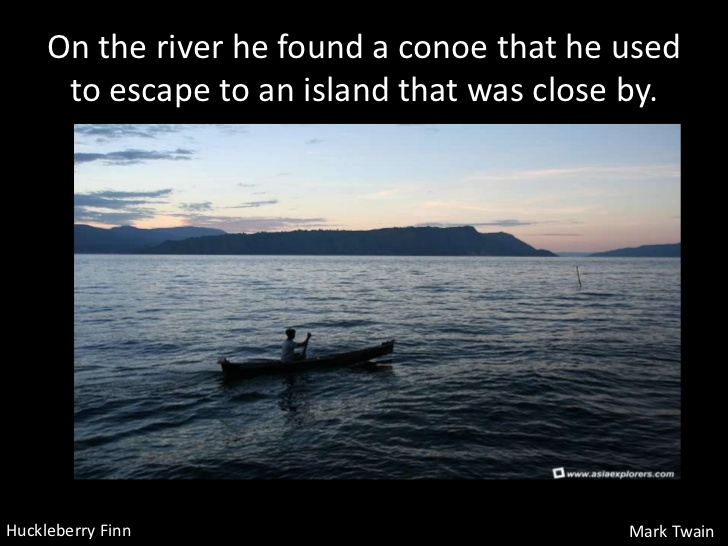 On the river he found a conoe that he used
to escape to an island that was close by.
www.asiaexplorers.com
Huckleberry Finn
Mark Twain